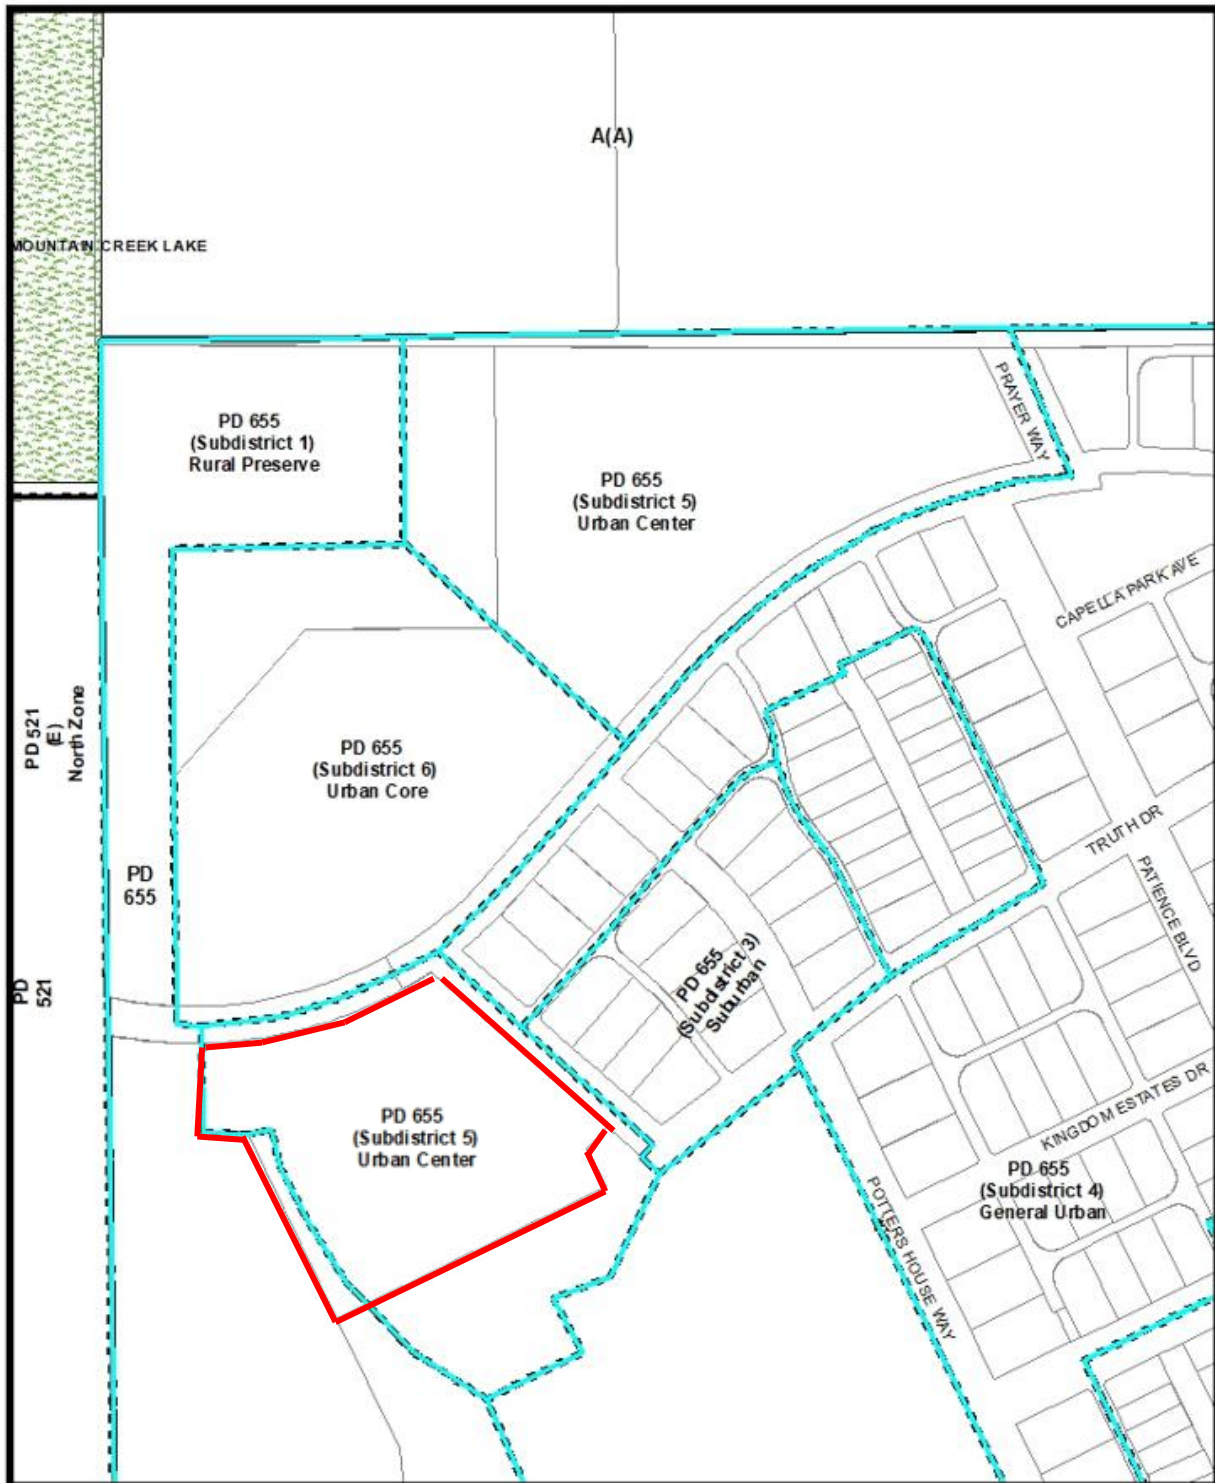 A(A)
MOUNTAIN CREEK LAKE
PRAYER WAY
PD 655
(Subdistrict 1)
Rural Preserve
PD 655
(Subdistrict 5)
Urban Center
CAPELLA PARK AVE
PD 521
(E)
North Zone
PD 655
(Subdistrict 6)
Urban Core
TRUTH DR
PATIENCE BLVD
PD
655
PD 655
(Subdistrict 3)
Suburban
PD
521
KINGDOM ESTATES DR
PD 655
(Subdistrict 5)
Urban Center
PD 655
(Subdistrict 4)
General Urban
POTTERS HOUSE WAY